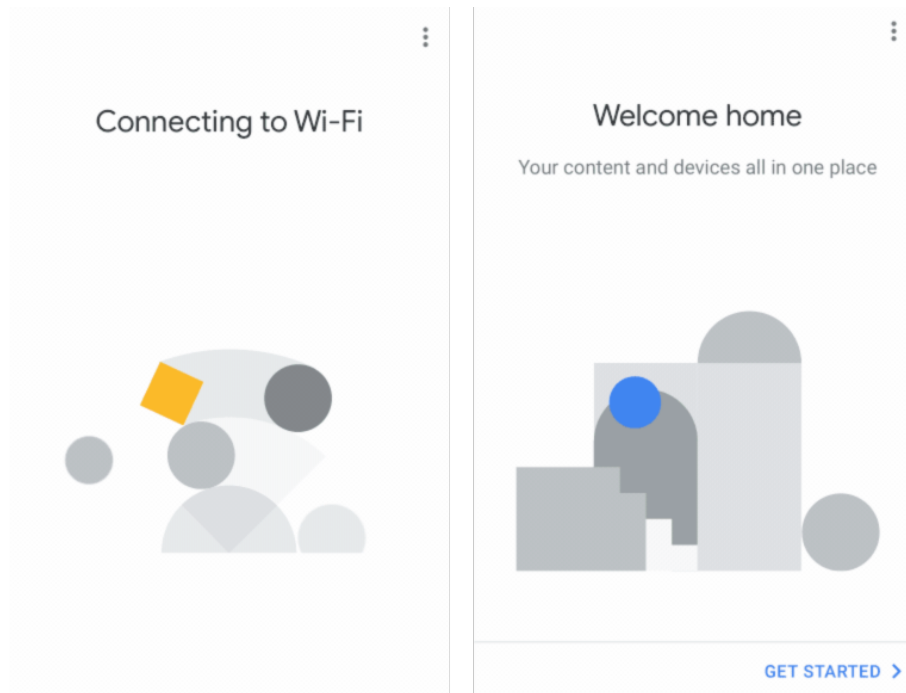 Connecting to Wi-Fi
Welcome home
Your content and devices all in one place
GET STARTED